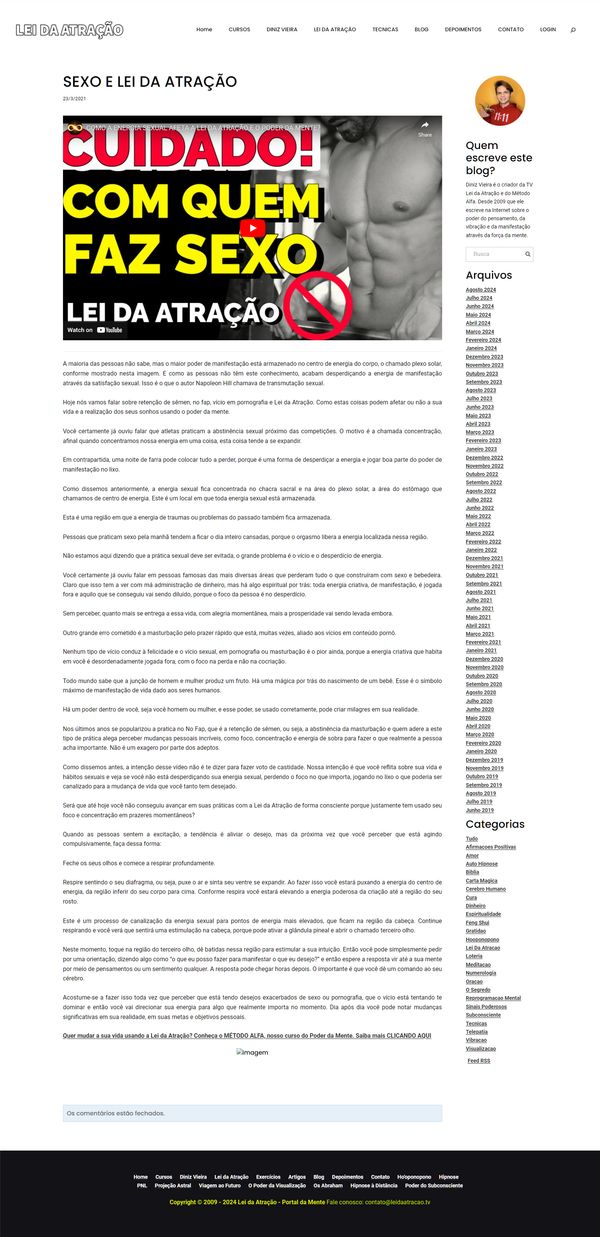 LEI DA ATRAÇÃO
Home CURSOS DINIZ VIEIRA LEI DA ATRAÇÃO TECNICAS BLOG DEPOIMENTOS CONTATO LOGIN
SEXO E LEI DA ATRAÇÃO
23/3/2021
COMO A ENERGIA SEXUAL AFETA A LEI DA ATRAÇÃO E O PODER DA MENTE?
Share
CUIDADO!
COM QUEM
FAZ SEXO
LEI DA ATRAÇÃO
Watch on YouTube
A maioria das pessoas não sabe, mas o maior poder de manifestação está armazenado no centro de energia do corpo, o chamado plexo solar,
conforme mostrado nesta imagem. E como as pessoas não têm este conhecimento, acabam desperdiçando a energia de manifestação
através da satisfação sexual. Isso é o que o autor Napoleon Hill chamava de transmutação sexual.
Hoje nós vamos falar sobre retenção de sêmen, no fap, vício em pornografia e Lei da Atração. Como estas coisas podem afetar ou não a sua
vida e a realização dos seus sonhos usando o poder da mente.
Você certamente já ouviu falar que atletas praticam a abstinência sexual próximo das competições. O motivo é a chamada concentração,
afinal quando concentramos nossa energia em uma coisa, esta coisa tende a se expandir.
Em contrapartida, uma noite de farra pode colocar tudo a perder, porque é uma forma de desperdiçar a energia e jogar boa parte do poder de
manifestação no lixo.
Como dissemos anteriormente, a energia sexual fica concentrada no chacra sacral e na área do plexo solar, a área do estômago que
chamamos de centro de energia. Este é um local em que toda energia sexual está armazenada.
Esta é uma região em que a energia de traumas ou problemas do passado também fica armazenada.
Pessoas que praticam sexo pela manhã tendem a ficar o dia inteiro cansadas, porque o orgasmo libera a energia localizada nessa região.
Não estamos aqui dizendo que a prática sexual deve ser evitada, o grande problema é o vício e o desperdício de energia.
Você certamente já ouviu falar em pessoas famosas das mais diversas áreas que perderam tudo o que construíram com sexo e bebedeira.
Claro que isso tem a ver com má administração de dinheiro, mas há algo espiritual por trás: toda energia criativa, de manifestação, é jogada
fora e aquilo que se conseguiu vai sendo diluído, porque o foco da pessoa é no desperdício.
Sem perceber, quanto mais se entrega a essa vida, com alegria momentânea, mais a prosperidade vai sendo levada embora.
Outro grande erro cometido é a masturbação pelo prazer rápido que está, muitas vezes, aliado aos vícios em conteúdo pornô.
Nenhum tipo de vício conduz à felicidade e o vício sexual, em pornografia ou masturbação é o pior ainda, porque a energia criativa que habita
em você é desordenadamente jogada fora, com o foco na perda e não na cocriação.
Todo mundo sabe que a junção de homem e mulher produz um fruto. Há uma mágica por trás do nascimento de um bebê. Esse é o símbolo
máximo de manifestação de vida dado aos seres humanos.
Há um poder dentro de você, seja você homem ou mulher, e esse poder, se usado corretamente, pode criar milagres em sua realidade.
Nos últimos anos se popularizou a pratica no No Fap, que é a retenção de sêmen, ou seja, a abstinência da masturbação e quem adere a este
tipo de prática alega perceber mudanças pessoais incríveis, como foco, concentração e energia de sobra para fazer o que realmente a pessoa
acha importante. Não é um exagero por parte dos adeptos.
Como dissemos antes, a intenção desse vídeo não é te dizer para fazer voto de castidade. Nossa intenção é que você reflita sobre sua vida e
hábitos sexuais e veja se você não está desperdiçando sua energia sexual, perdendo o foco no que importa, jogando no lixo o que poderia ser
canalizado para a mudança de vida que você tanto tem desejado.
Será que até hoje você não conseguiu avançar em suas práticas com a Lei da Atração de forma consciente porque justamente tem usado seu
foco e concentração em prazeres momentâneos?
Quando as pessoas sentem a excitação, a tendência é aliviar o desejo, mas da próxima vez que você perceber que está agindo
compulsivamente, faça dessa forma:
Feche os seus olhos e comece a respirar profundamente.
Respire sentindo o seu diafragma, ou seja, puxe o ar e sinta seu ventre se expandir. Ao fazer isso você estará puxando a energia do centro de
energia, da região inferior do seu corpo para cima. Conforme respira você estará elevando a energia poderosa da criação até a região do seu
rosto.
Este é um processo de canalização da energia sexual para pontos de energia mais elevados, que ficam na região da cabeça. Continue
respirando e você verá que sentirá uma estimulação na cabeça, porque pode ativar a glândula pineal e abrir o chamado terceiro olho.
Neste momento, toque na região do terceiro olho, dê batidas nessa região para estimular a sua intuição. Então você pode simplesmente pedir
por uma orientação, dizendo algo como "o que eu posso fazer para manifestar o que eu desejo?" e então espere a resposta vir até a sua mente
por meio de pensamentos ou um sentimento qualquer. A resposta pode chegar horas depois. O importante é que você dê um comando ao seu
cérebro.
Acostume-se a fazer isso toda vez que perceber que está tendo desejos exacerbados de sexo ou pornografia, que o vício está tentando te
dominar e então você vai direcionar sua energia para algo que realmente importa no momento. Dia após dia você pode notar mudanças
significativas em sua realidade, em suas metas e objetivos pessoais.
Quer mudar a sua vida usando a Lei da Atração? Conheça o MÉTODO ALFA, nosso curso do Poder da Mente. Saiba mais CLICANDO AQUI
Imagem
Os comentários estão fechados.
11:11
Quem
escreve este
blog?
Diniz Vieira é o criador da TV
Lei da Atração e do Método
Alfa. Desde 2009 que ele
escreve na internet sobre o
poder do pensamento, da
vibração e da manifestação
através da força da mente.
Busca
Arquivos
Agosto 2024
Julho 2024
Junho 2024
Maio 2024
Abril 2024
Março 2024
Fevereiro 2024
Janeiro 2024
Dezembro 2023
Novembro 2023
Outubro 2023
Setembro 2023
Agosto 2023
Julho 2023
Junho 2023
Maio 2023
Abril 2023
Março 2023
Fevereiro 2023
Janeiro 2023
Dezembro 2022
Novembro 2022
Outubro 2022
Setembro 2022
Agosto 2022
Julho 2022
Junho 2022
Maio 2022
Abril 2022
Março 2022
Fevereiro 2022
Janeiro 2022
Dezembro 2021
Novembro 2021
Outubro 2021
Setembro 2021
Agosto 2021
Julho 2021
Junho 2021
Maio 2021
Abril 2021
Março 2021
Fevereiro 2021
Janeiro 2021
Dezembro 2020
Novembro 2020
Outubro 2020
Setembro 2020
Agosto 2020
Julho 2020
Junho 2020
Maio 2020
Abril 2020
Março 2020
Fevereiro 2020
Janeiro 2020
Dezembro 2019
Novembro 2019
Outubro 2019
Setembro 2019
Agosto 2019
Julho 2019
Junho 2019
Categorias
Tudo
Afirmacoes Positivas
Amor
Auto Hipnose
Biblia
Carta Magica
Cerebro Humano
Cura
Dinheiro
Espiritualidade
Feng Shui
Gratidao
Hooponopono
Lei Da Atracao
Loteria
Meditacao
Numerologia
Oracao
O Segredo
Reprogramacao Mental
Sinais Poderosos
Subconsciente
Tecnicas
Telepatia
Vibracao
Visualizacao
Feed RSS
Home Cursos Diniz Vieira Lei da Atração Exercícios Artigos Blog Depoimentos Contato Ho'oponopono Hipnose
PNL Projeção Astral Viagem ao Futuro O Poder da Visualização Os Abraham Hipnose à Distância Poder do Subconsciente
Copyright © 2009 - 2024 Lei da Atração - Portal da Mente Fale conosco: contato@leidaatracao.tv